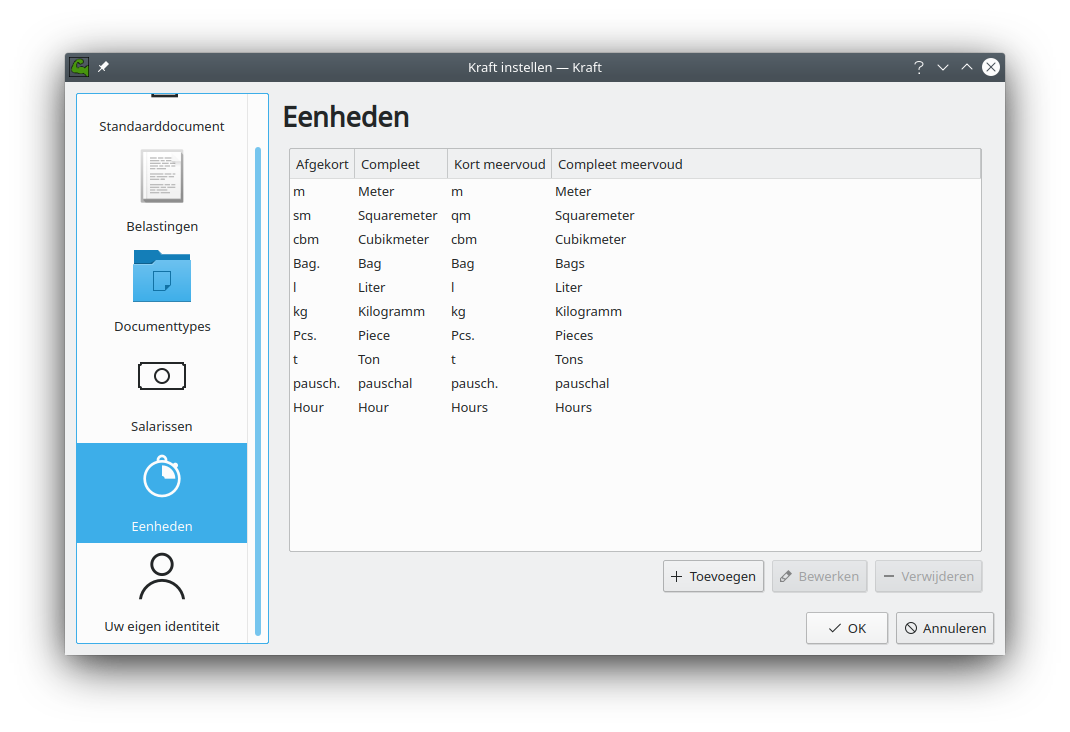 Kraft instellen — Kraft
Standaarddocument
Belastingen
Documenttypes
Salarissen
Eenheden
Uw eigen identiteit
Eenheden
Afgekort Compleet Kort meervoud Compleet meervoud
m Meter m Meter
sm Squaremeter qm Squaremeter
cbm Cubikmeter cbm Cubikmeter
Bag. Bag Bag Bags
l Liter l Liter
kg Kilogramm kg Kilogramm
Pcs. Piece Pcs. Pieces
t Ton t Tons
pausch. pauschal pausch. pauschal
Hour Hour Hours Hours
Toevoegen Bewerken Verwijderen
OK Annuleren